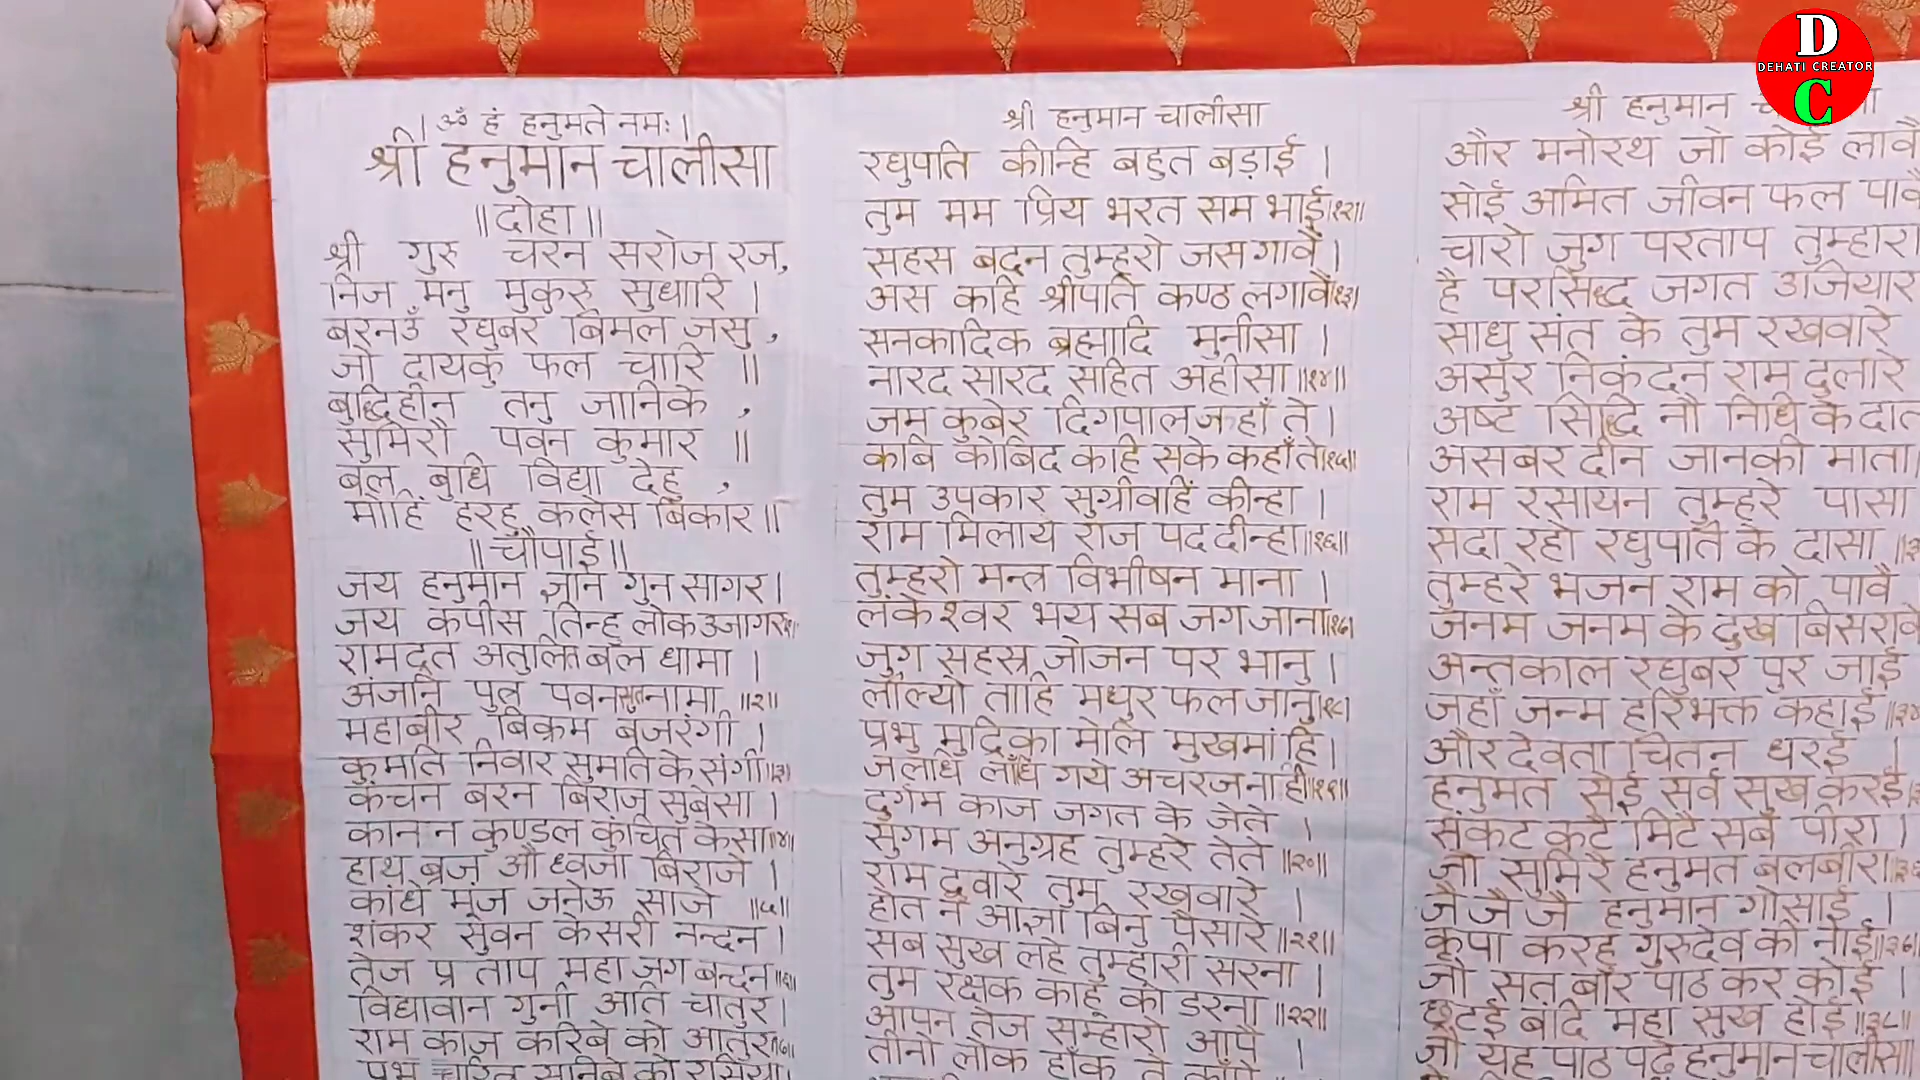 । ॐ हं हनुमते नमः ।
श्री हनुमान चालीसा
॥ दोहा ॥
श्री गुरु चरन सरोज रज,
निज मनु मुकुरु सुधारि ।
बरनउँ रघुबर बिमल जसु,
जो दायकु फल चारि ॥
बुद्धिहीन तनु जानिके,
सुमिरौ पवन कुमार ॥
बल बुधि विद्या देहु,
मोहिं हरहु कलेस बिकार ॥
॥ चौपाई ॥
जय हनुमान ज्ञान गुन सागर।
जय कपीस तिन्हु लोक उजागर॥१॥
रामदूत अतुलित बल धामा ।
अंजनि पुत्र पवनसुत नामा ॥२॥
महाबीर बिक्रम बजरंगी ।
कुमति निवार सुमति के संगी॥३॥
कंचन बरन बिराज सुबेसा ।
कानन कुण्डल कुंचित केसा॥४॥
हाथ बज्र औ ध्वजा बिराजे ।
कांधे मूंज जनेऊ साजे ॥५॥
शंकर सुवन केसरी नन्दन ।
तेज प्रताप महा जग बन्दन॥६॥
विद्यावान गुनी अति चातुर।
राम काज करिबे को आतुर॥७॥
प्रभु चरित्र सुनिबे को रसिया।
श्री हनुमान चालीसा
रघुपति कीन्हि बहुत बड़ाई ।
तुम मम प्रिय भरत सम भाई॥१२॥
सहस बदन तुम्हरो जस गावैं।
अस कहि श्रीपति कण्ठ लगावै॥१३॥
सनकादिक ब्रह्मादि मुनीसा ।
नारद सारद सहित अहीसा॥१४॥
जम कुबेर दिगपाल जहाँ ते।
कबि कोबिद कहि सके कहाँ ते॥१५॥
तुम उपकार सुग्रीवहिं कीन्हा ।
राम मिलाय राज पद दीन्हा॥१६॥
तुम्हरो मन्त्र विभीषन माना ।
लंकेश्वर भय सब जग जाना॥१७॥
जुग सहस्र जोजन पर भानु ।
लील्यो ताहि मधुर फल जानु॥१८॥
प्रभु मुद्रिका मेलि मुखमांहि।
जलधि लाँघि गये अचरज नाही॥१९॥
दुर्गम काज जगत के जेते ।
सुगम अनुग्रह तुम्हरे तेते ॥२०॥
राम दुवारे तुम रखवारे ।
होत न आज्ञा बिनु पैसारे॥२१॥
सब सुख लहै तुम्हारी सरना ।
तुम रक्षक काहू को डरना ॥२२॥
आपन तेज सम्हारो आपै ।
तीनो लोक हाँक ते काँपै
श्री हनुमान
और मनोरथ जो कोई लावै
सोई अमित जीवन फल पावै
चारो जुग परताप तुम्हारा
है परसिद्ध जगत उजियारा
साधु संत के तुम रखवारे
असुर निकंदन राम दुलारे
अष्ट सिद्धि नौ निधि के दाता
अस बर दीन जानकी माता।
राम रसायन तुम्हरे पासा
सदा रहो रघुपति के दासा
तुम्हरे भजन राम को पावै
जनम जनम के दुख बिसरावै
अन्तकाल रघुबर पुर जाई
जहाँ जन्म हरिभक्त कहाई॥३४
और देवता चित्त न धरई ।
हनुमत सेई सर्व सुख करई
संकट कटै मिटै सब पीरा ।
जो सुमिरै हनुमत बलबीरा॥३६
जै जै जै हनुमान गोसाई ।
कृपा करहु गुरुदेव की नाई॥३७॥
जो सत बार पाठ कर कोई ।
छूटई बंदि महा सुख होई॥३८॥
जो यह पाठ पढै हनुमान चालीसा
D
DEHATI CREATOR
C